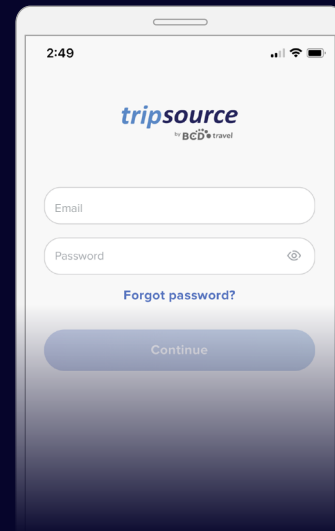 2:49
tripsource
by BCD travel
Email
Password
Forgot password?
Continue